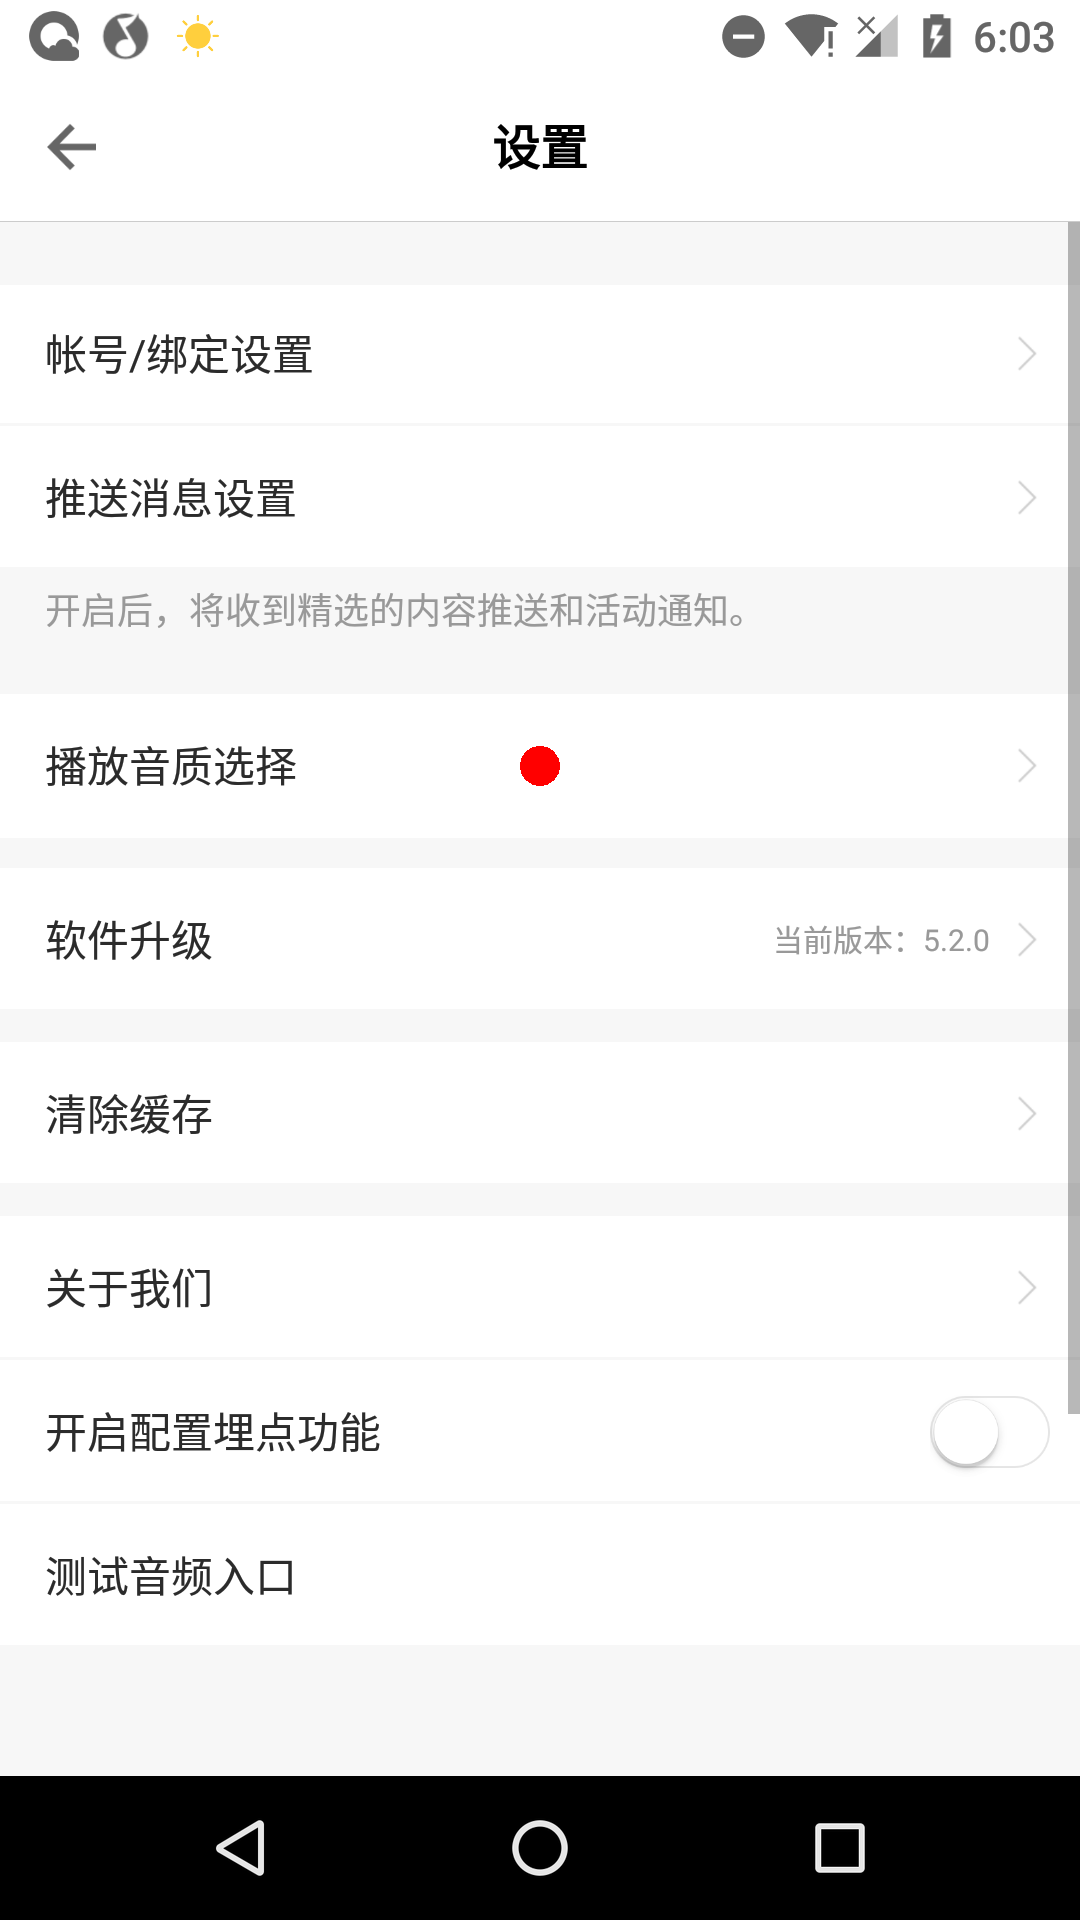 6:03
设置
帐号/绑定设置
推送消息设置
开启后，将收到精选的内容推送和活动通知。
播放音质选择
软件升级 当前版本：5.2.0
清除缓存
关于我们
开启配置埋点功能
测试音频入口